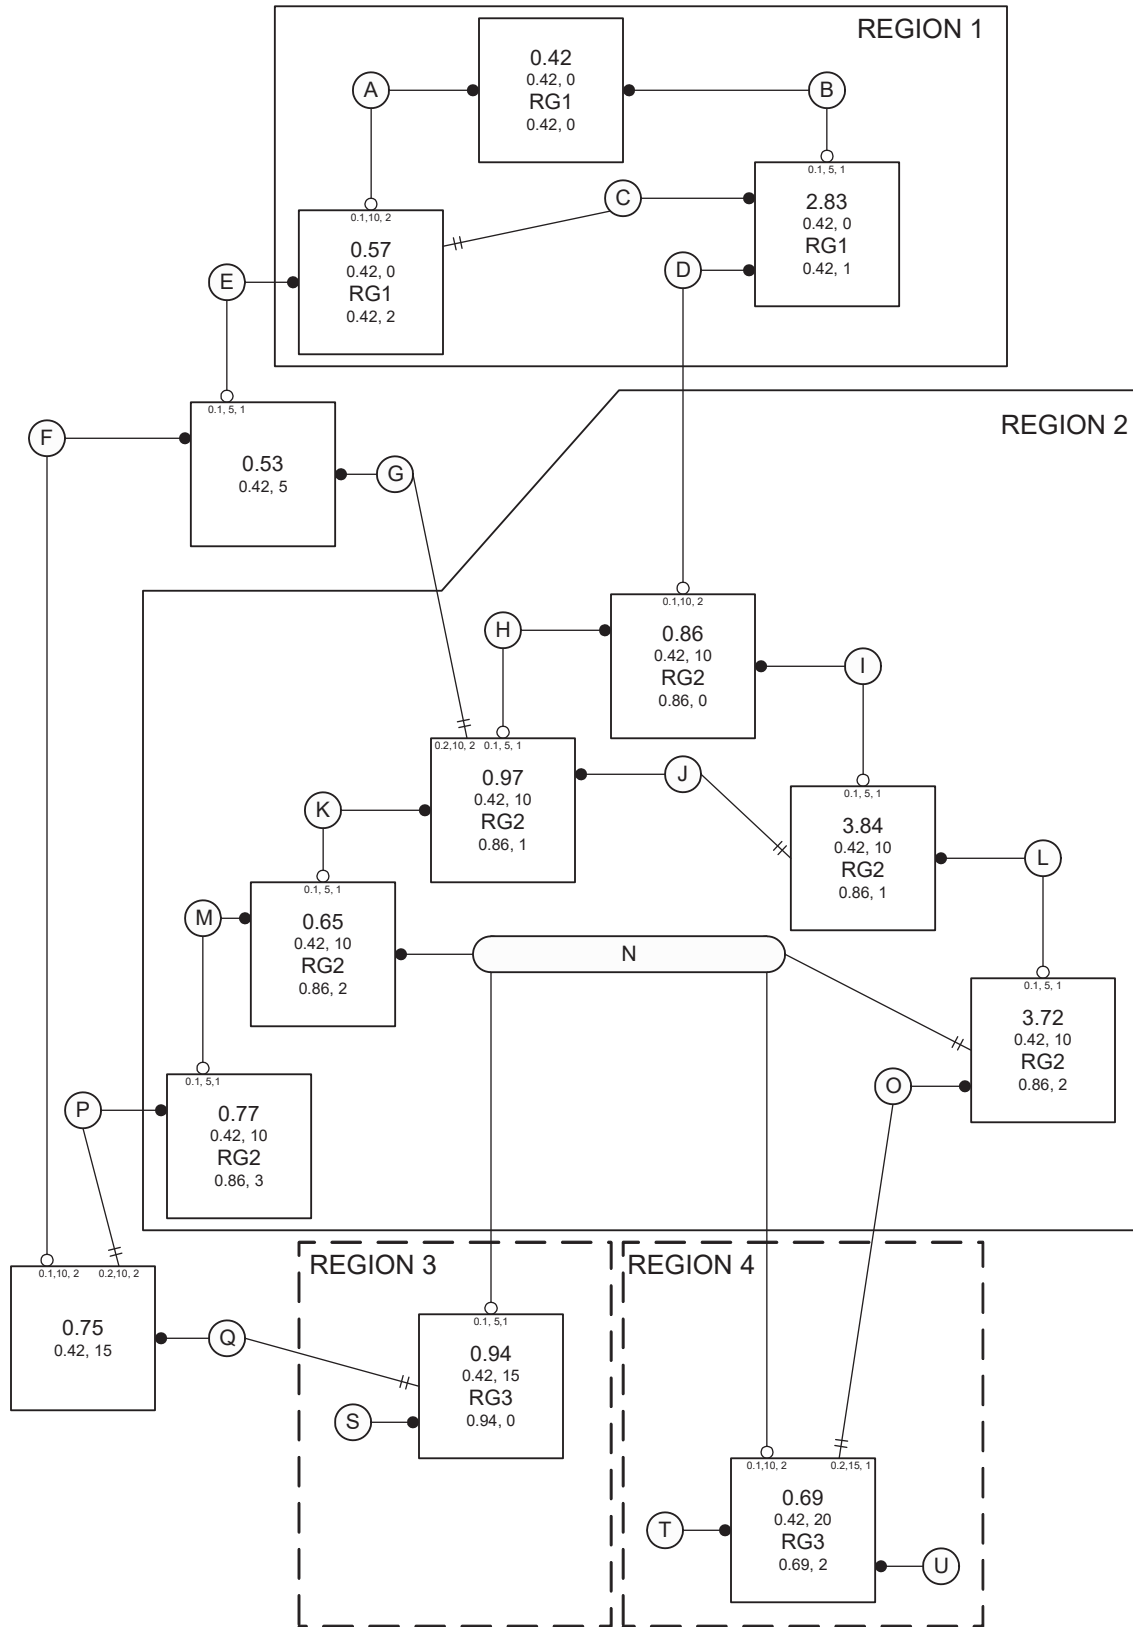 REGION 1
0.42
0.42, 0
RG1
0.42, 0
A
B
0.1, 5, 1
2.83
0.42, 0
RG1
0.42, 1
C
0.1,10, 2
0.57
0.42, 0
RG1
0.42, 2
D
E
0.1, 5, 1
0.53
0.42, 5
F
G
REGION 2
0.1,10, 2
0.86
0.42, 10
RG2
0.86, 0
H
I
0.2,10, 2
0.1, 5, 1
0.97
0.42, 10
RG2
0.86, 1
J
0.1, 5, 1
3.84
0.42, 10
RG2
0.86, 1
K
L
0.1, 5, 1
0.65
0.42, 10
RG2
0.86, 2
M
N
0.1, 5, 1
3.72
0.42, 10
RG2
0.86, 2
O
0.1, 5,1
0.77
0.42, 10
RG2
0.86, 3
P
0.1,10, 2
0.2,10, 2
0.75
0.42, 15
Q
REGION 3
0.1, 5,1
0.94
0.42, 15
RG3
0.94, 0
S
REGION 4
0.1,10, 2
0.2,15, 1
0.69
0.42, 20
RG3
0.69, 2
T
U